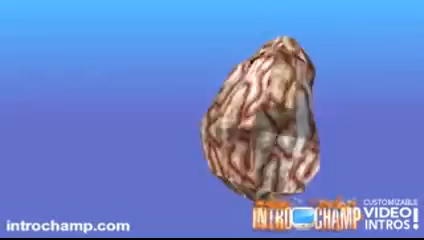 introchamp.com
INTRO CHAMP
CUSTOMIZABLE
VIDEO
INTROS!